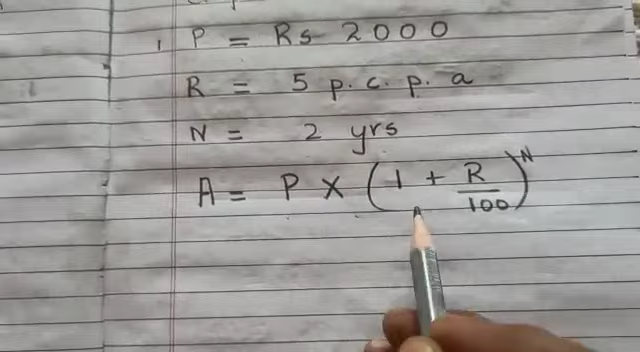 1 P = Rs 2000
R = 5 p.c.p.a
N = 2 yrs
A = P × (1 + R/100)^N